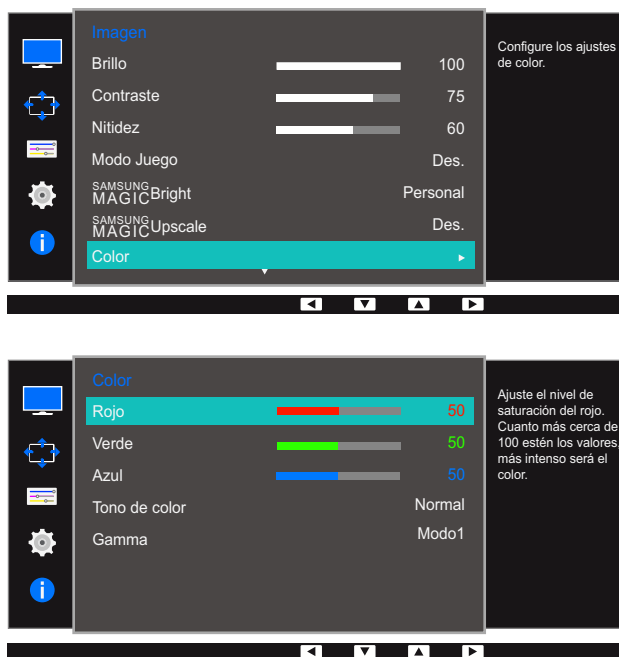 Imagen
Brillo 100
Contraste 75
Nitidez 60
Modo Juego Des.
SAMSUNG
MAGICBright Personal
SAMSUNG
MAGICUpscale Des.
Color
Configure los ajustes
de color.
Color
Rojo 50
Verde 50
Azul 50
Tono de color Normal
Gamma Modo1
Ajuste el nivel de
saturación del rojo.
Cuanto más cerca de
100 estén los valores,
más intenso será el
color.